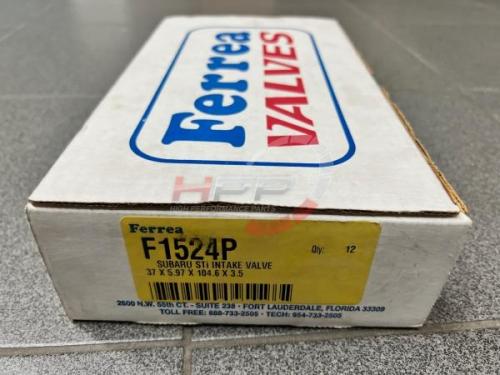 Ferrea
VALVES
HPP
HIGH PERFORMANCE PARTS
Ferrea
F1524P
Qty: 12
SUBARU STi INTAKE VALVE
37 X 5.97 X 104.6 X 3.5
2600 N.W. 55th CT. - SUITE 238 - FORT LAUDERDALE, FLORIDA 33309
TOLL FREE: 888-733-2505 | TECH: 954-733-2505